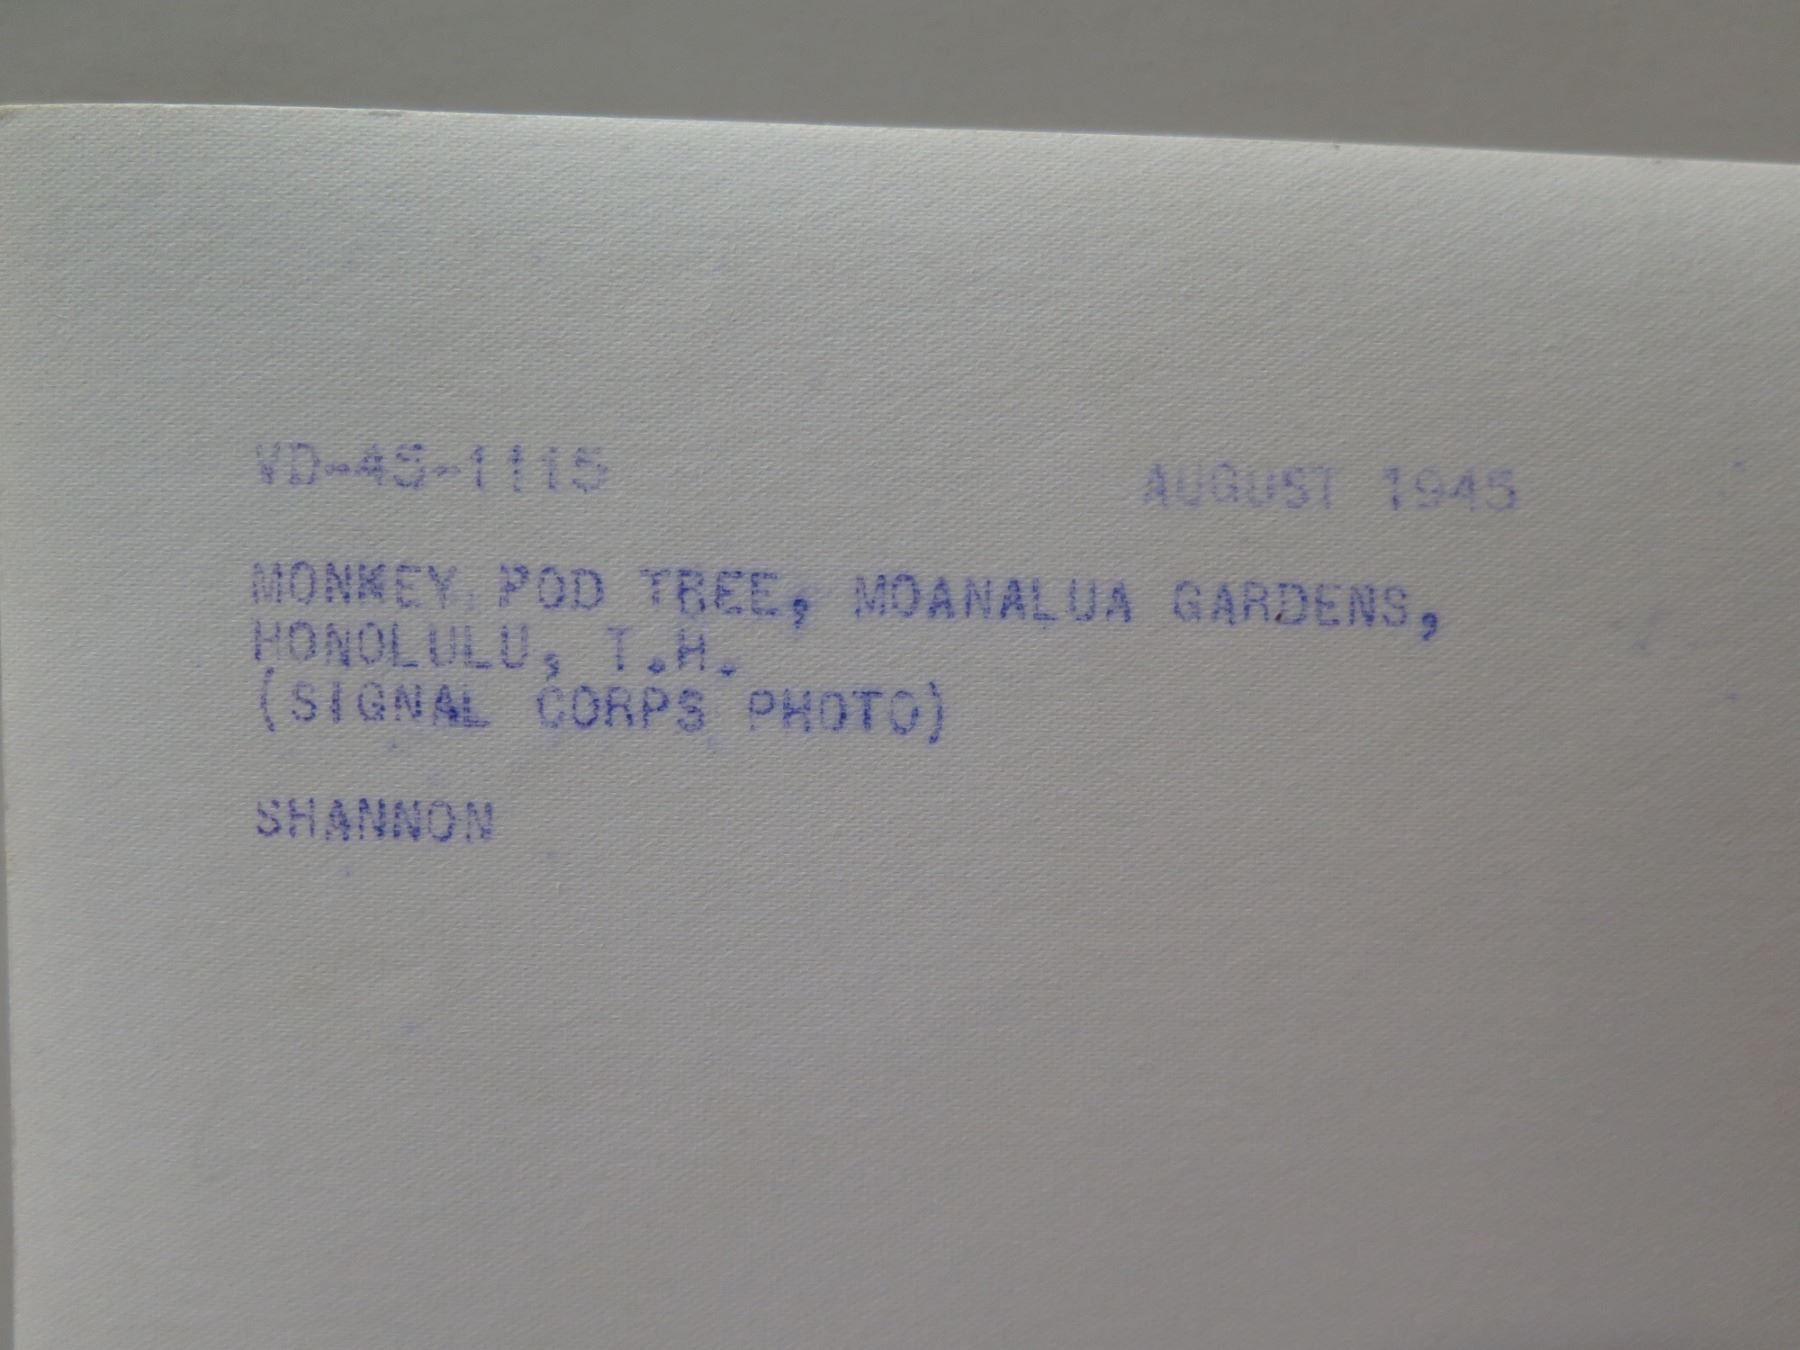 VD-45-1115 AUGUST 1945
MONKEY POD TREE, MOANALUA GARDENS,
HONOLULU, T.H.
(SIGNAL CORPS PHOTO)
SHANNON